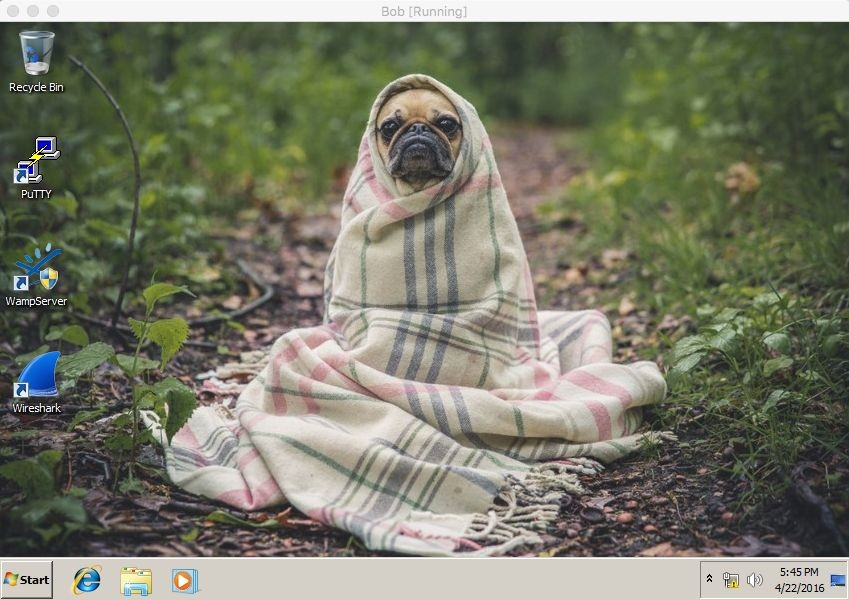 Bob [Running]
Recycle Bin
PuTTY
WampServer
Wireshark
Start
5:45 PM
4/22/2016